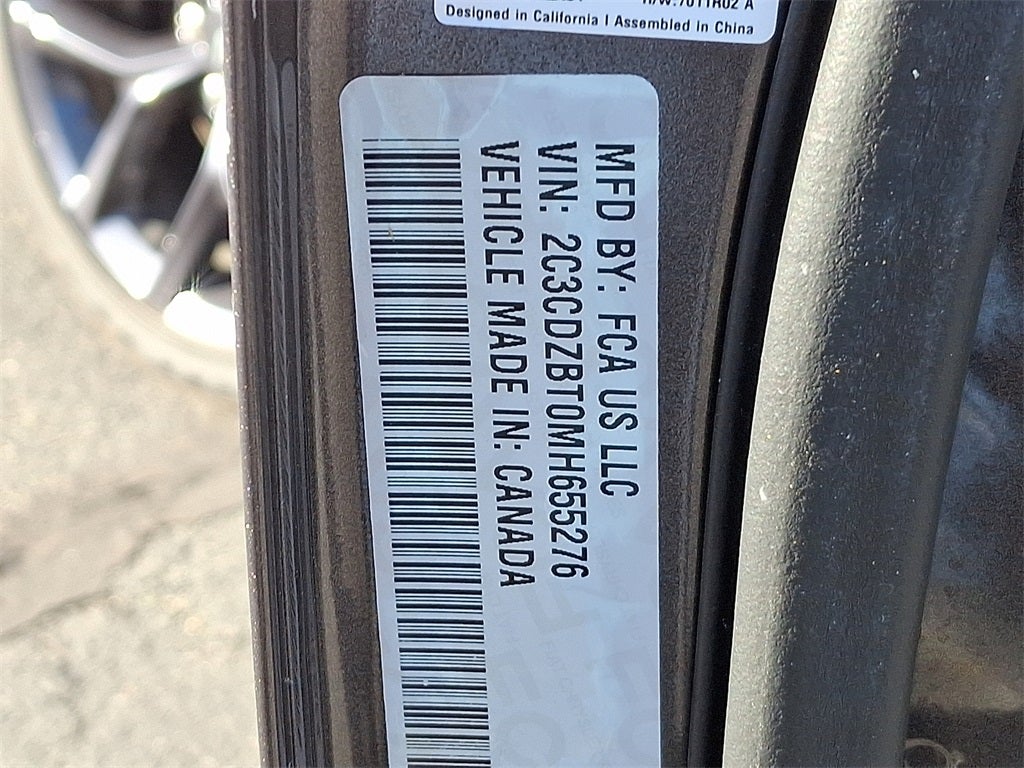 Designed in California I Assembled in China
MFD BY: FCA US LLC
VIN: 2C3CDZBT0MH655276
VEHICLE MADE IN: CANADA